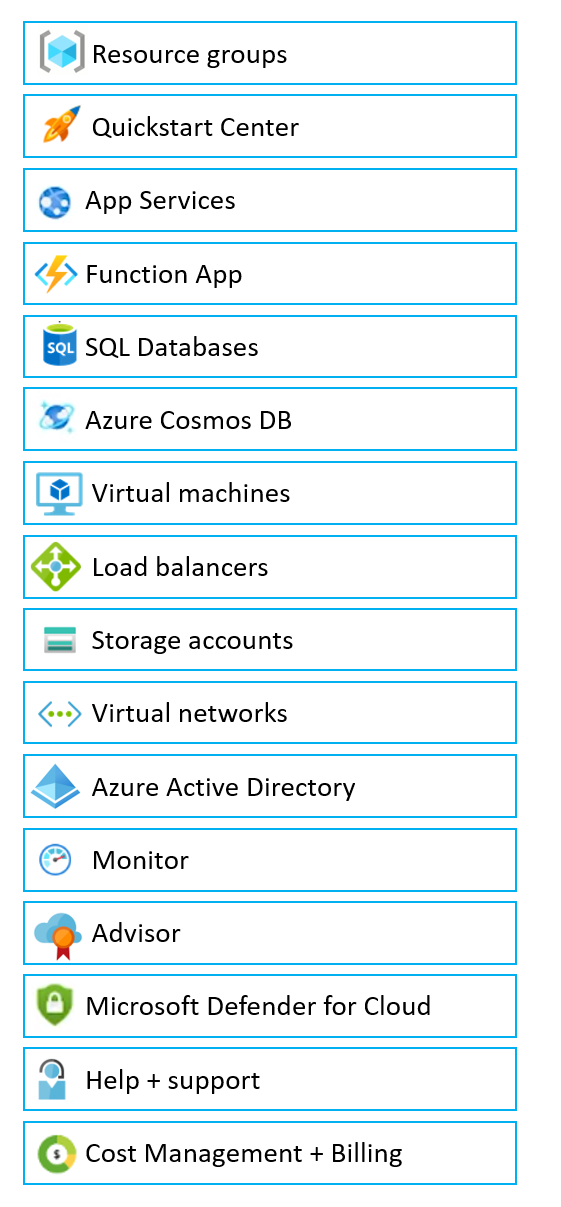 Resource groups
Quickstart Center
App Services
Function App
SQL
SQL Databases
Azure Cosmos DB
Virtual machines
Load balancers
Storage accounts
Virtual networks
Azure Active Directory
Monitor
Advisor
Microsoft Defender for Cloud
Help + support
$
Cost Management + Billing